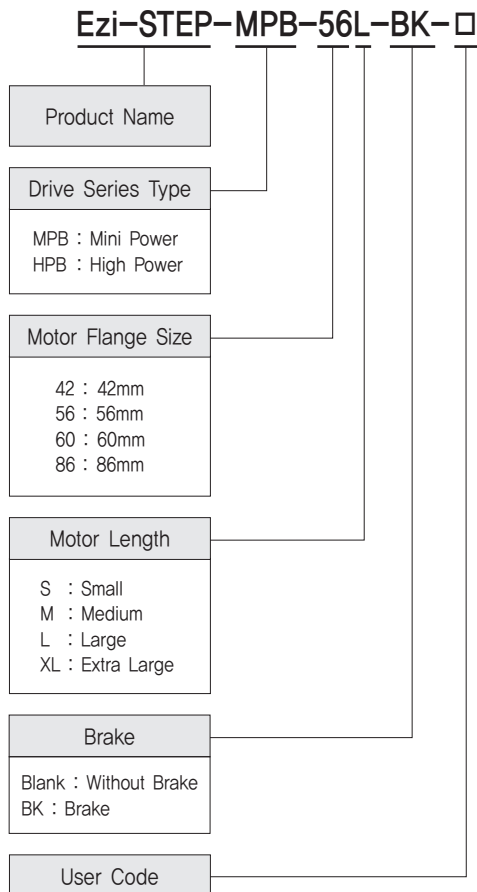 Ezi-STEP-MPB-56L-BK-□
Product Name
Drive Series Type
MPB : Mini Power
HPB : High Power
Motor Flange Size
42 : 42mm
56 : 56mm
60 : 60mm
86 : 86mm
Motor Length
S : Small
M : Medium
L : Large
XL : Extra Large
Brake
Blank : Without Brake
BK : Brake
User Code